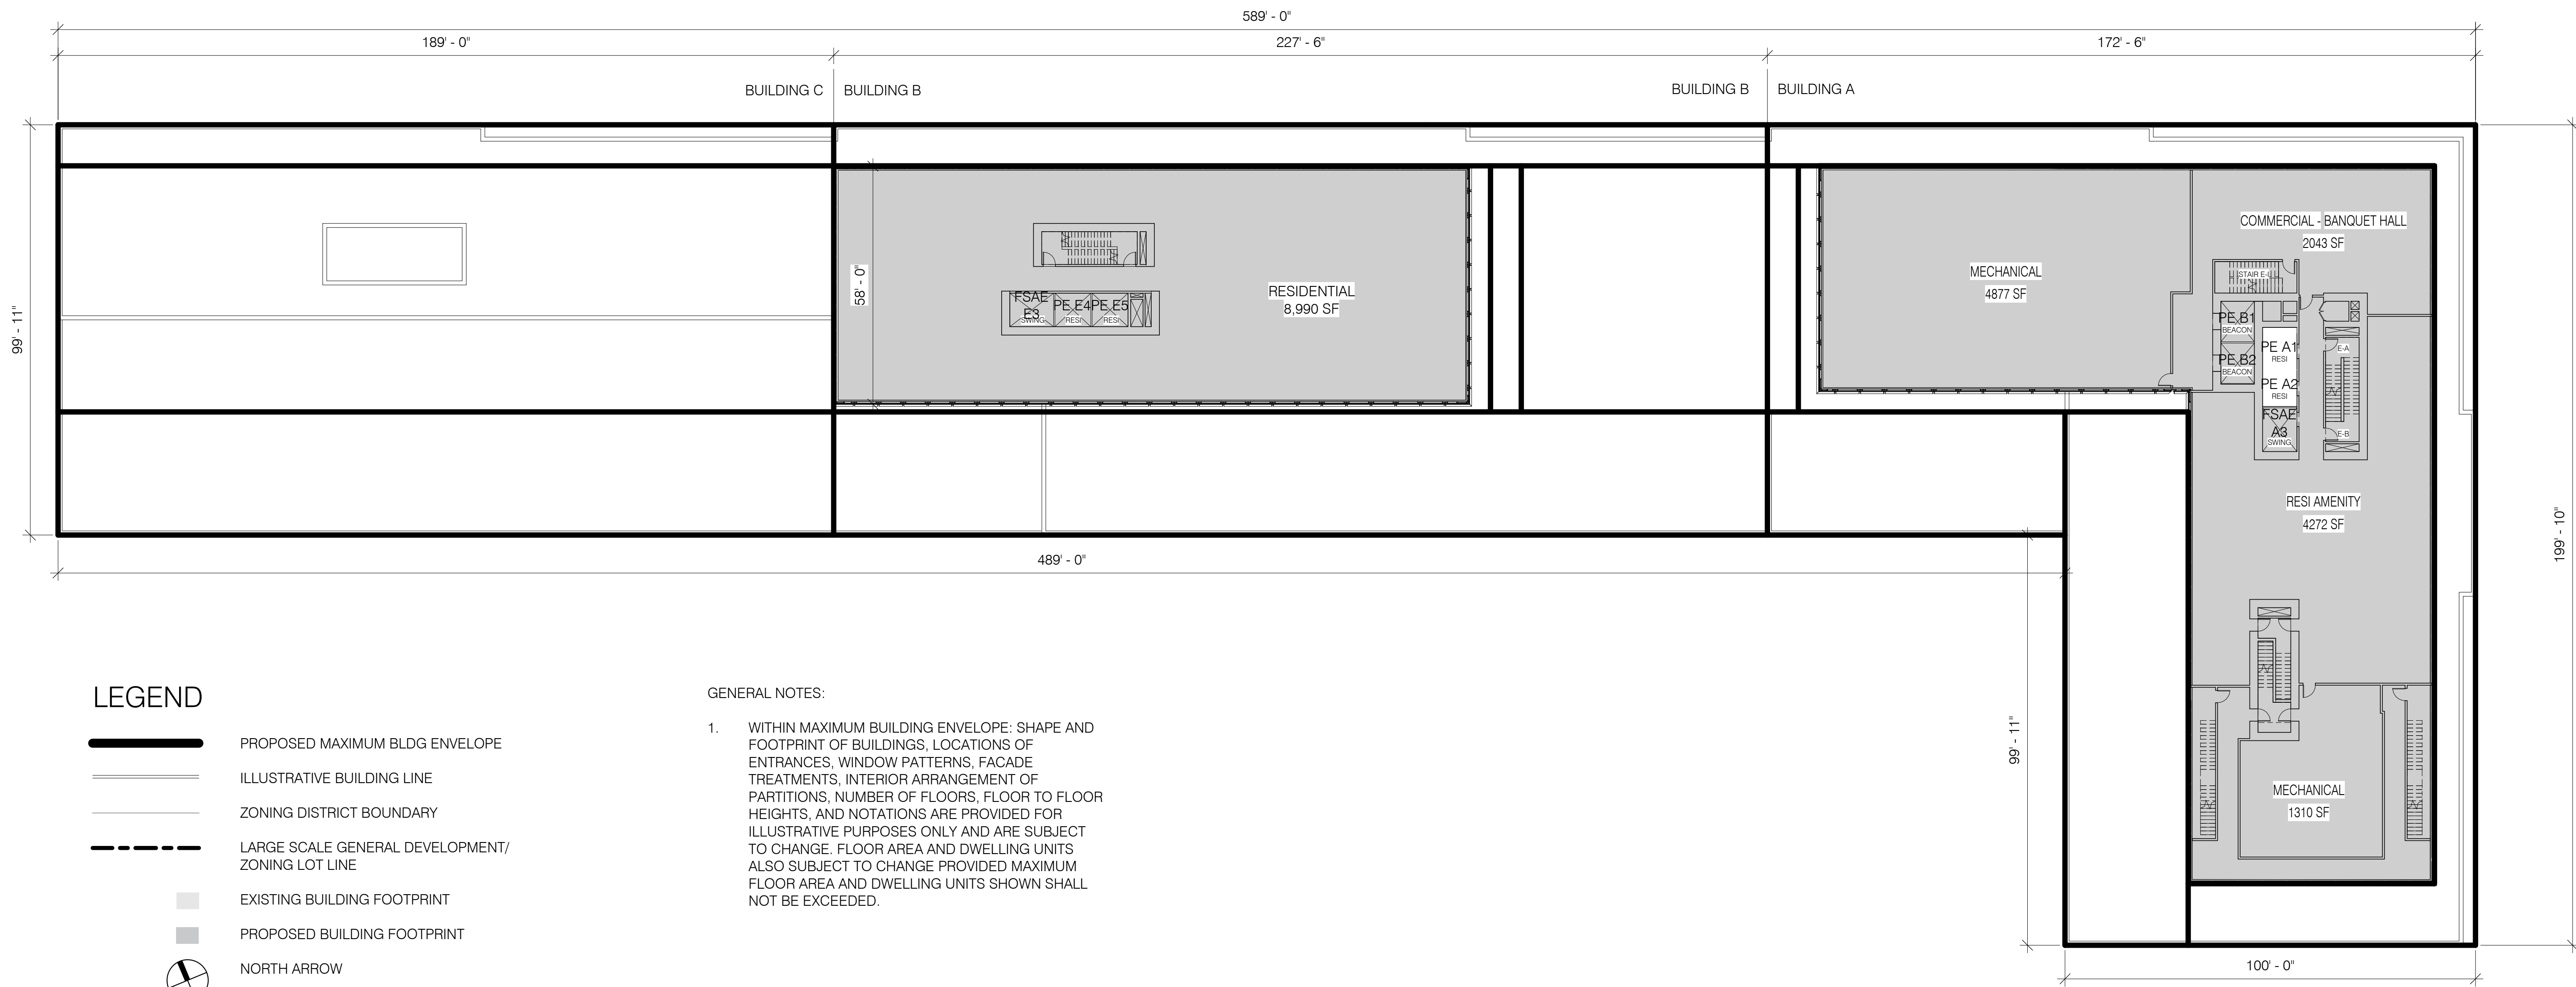 589' - 0"
189' - 0"
227' - 6"
172' - 6"
BUILDING C
BUILDING B
BUILDING B
BUILDING A
99' - 11"
58' - 0"
FSAE
E3
SWING
PE E4
RESI
PE E5
RESI
RESIDENTIAL
8,990 SF
MECHANICAL
4877 SF
COMMERCIAL - BANQUET HALL
2043 SF
STAIR E-L
PE B1
BEACON
PE B2
BEACON
PE A1
RESI
PE A2
RESI
FSAE
A3
SWING
E-A
E-B
RESI AMENITY
4272 SF
199' - 10"
489' - 0"
99' - 11"
MECHANICAL
1310 SF
100' - 0"
LEGEND
PROPOSED MAXIMUM BLDG ENVELOPE
ILLUSTRATIVE BUILDING LINE
ZONING DISTRICT BOUNDARY
LARGE SCALE GENERAL DEVELOPMENT/
ZONING LOT LINE
EXISTING BUILDING FOOTPRINT
PROPOSED BUILDING FOOTPRINT
NORTH ARROW
GENERAL NOTES:
1. WITHIN MAXIMUM BUILDING ENVELOPE: SHAPE AND
FOOTPRINT OF BUILDINGS, LOCATIONS OF
ENTRANCES, WINDOW PATTERNS, FACADE
TREATMENTS, INTERIOR ARRANGEMENT OF
PARTITIONS, NUMBER OF FLOORS, FLOOR TO FLOOR
HEIGHTS, AND NOTATIONS ARE PROVIDED FOR
ILLUSTRATIVE PURPOSES ONLY AND ARE SUBJECT
TO CHANGE. FLOOR AREA AND DWELLING UNITS
ALSO SUBJECT TO CHANGE PROVIDED MAXIMUM
FLOOR AREA AND DWELLING UNITS SHOWN SHALL
NOT BE EXCEEDED.